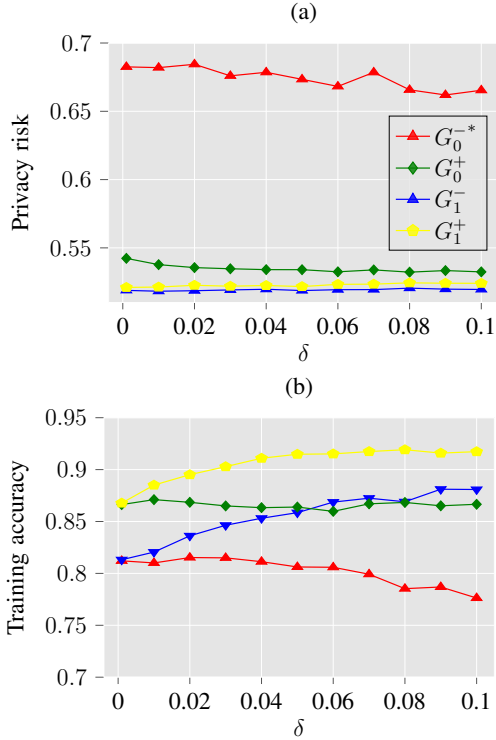 (a)
0.7
0.65
0.6
0.55
Privacy risk
G_0^{-*}
G_0^+
G_1^-
G_1^+
0 0.02 0.04 0.06 0.08 0.1
δ
(b)
0.95
0.9
0.85
0.8
0.75
0.7
Training accuracy
0 0.02 0.04 0.06 0.08 0.1
δ